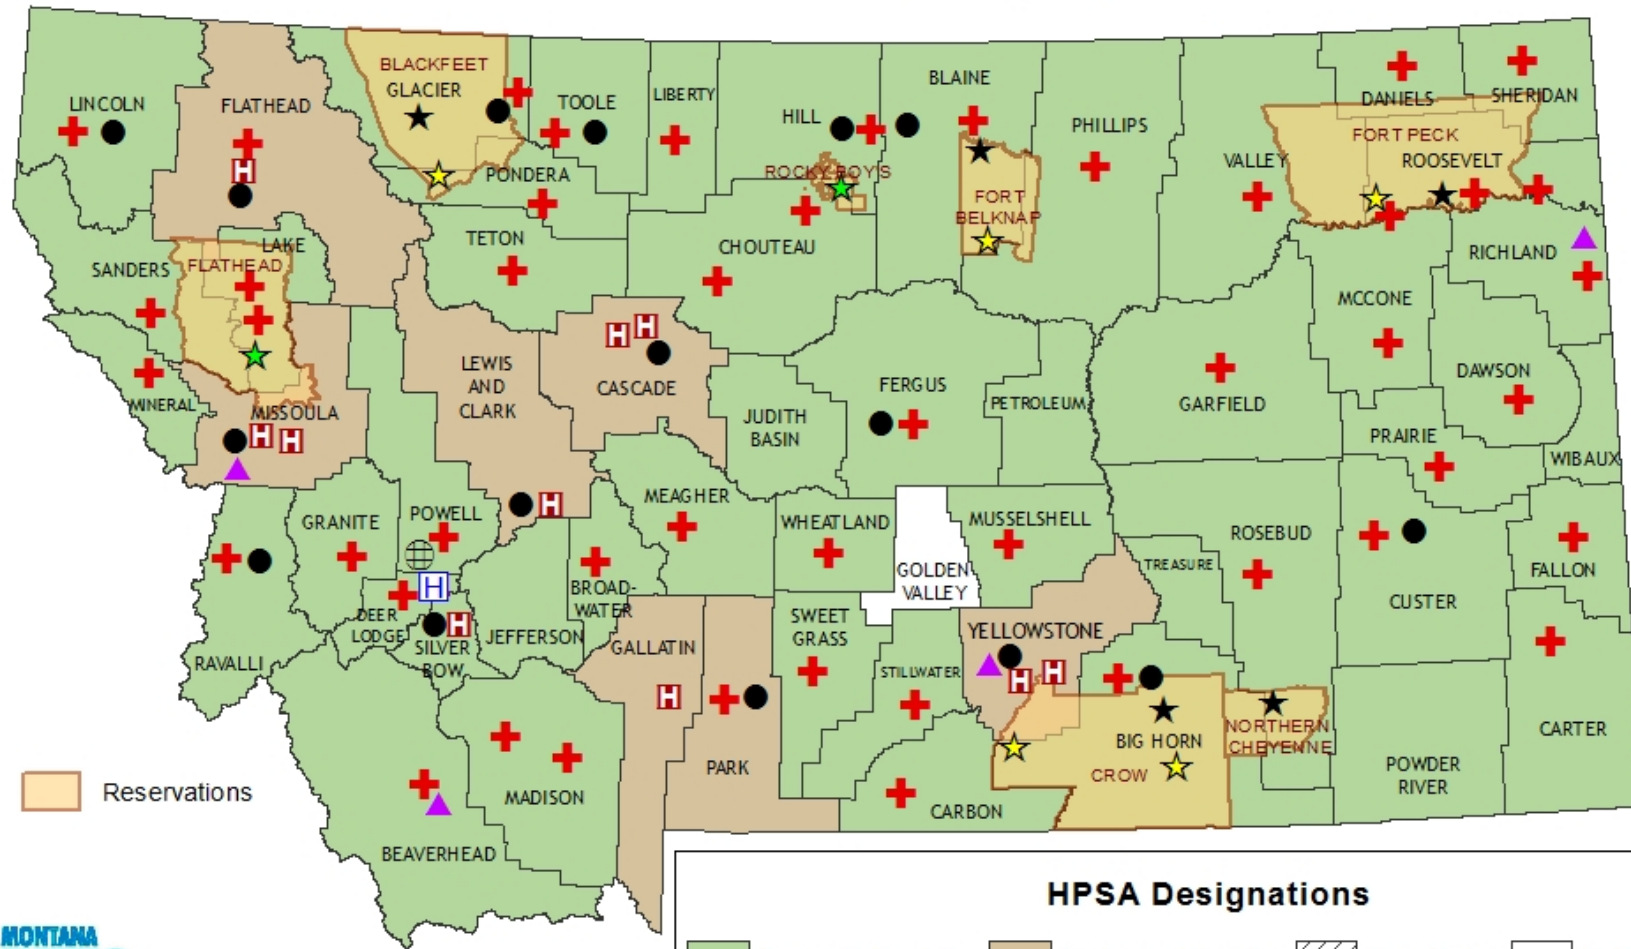 BLACKFEET
GLACIER
LINCOLN
FLATHEAD
TOOLE
LIBERTY
HILL
BLAINE
PHILLIPS
DANIELS
SHERIDAN
FORT PECK
ROOSEVELT
VALLEY
ROCKY BOY'S
PONDERA
FORT
BELKNAP
TETON
CHOUTEAU
LAKE
SANDERS
FLATHEAD
RICHLAND
MCCONE
LEWIS
AND
CLARK
CASCADE
FERGUS
DAWSON
MINERAL
MISSOULA
JUDITH
BASIN
PETROLEUM
GARFIELD
PRAIRIE
WIBAUX
GRANITE
POWELL
MEAGHER
WHEATLAND
MUSSELSHELL
ROSEBUD
GOLDEN
VALLEY
TREASURE
FALLON
BROAD-
WATER
CUSTER
DEER
LODGE
SILVER
BOW
JEFFERSON
GALLATIN
SWEET
GRASS
YELLOWSTONE
RAVALLI
STILLWATER
NORTHERN
CHEYENNE
BIG HORN
CROW
CARTER
PARK
POWDER
RIVER
Reservations
MADISON
CARBON
BEAVERHEAD
HPSA Designations
MONTANA
H
H
H
H
H
H
H
H
H
H
H
H